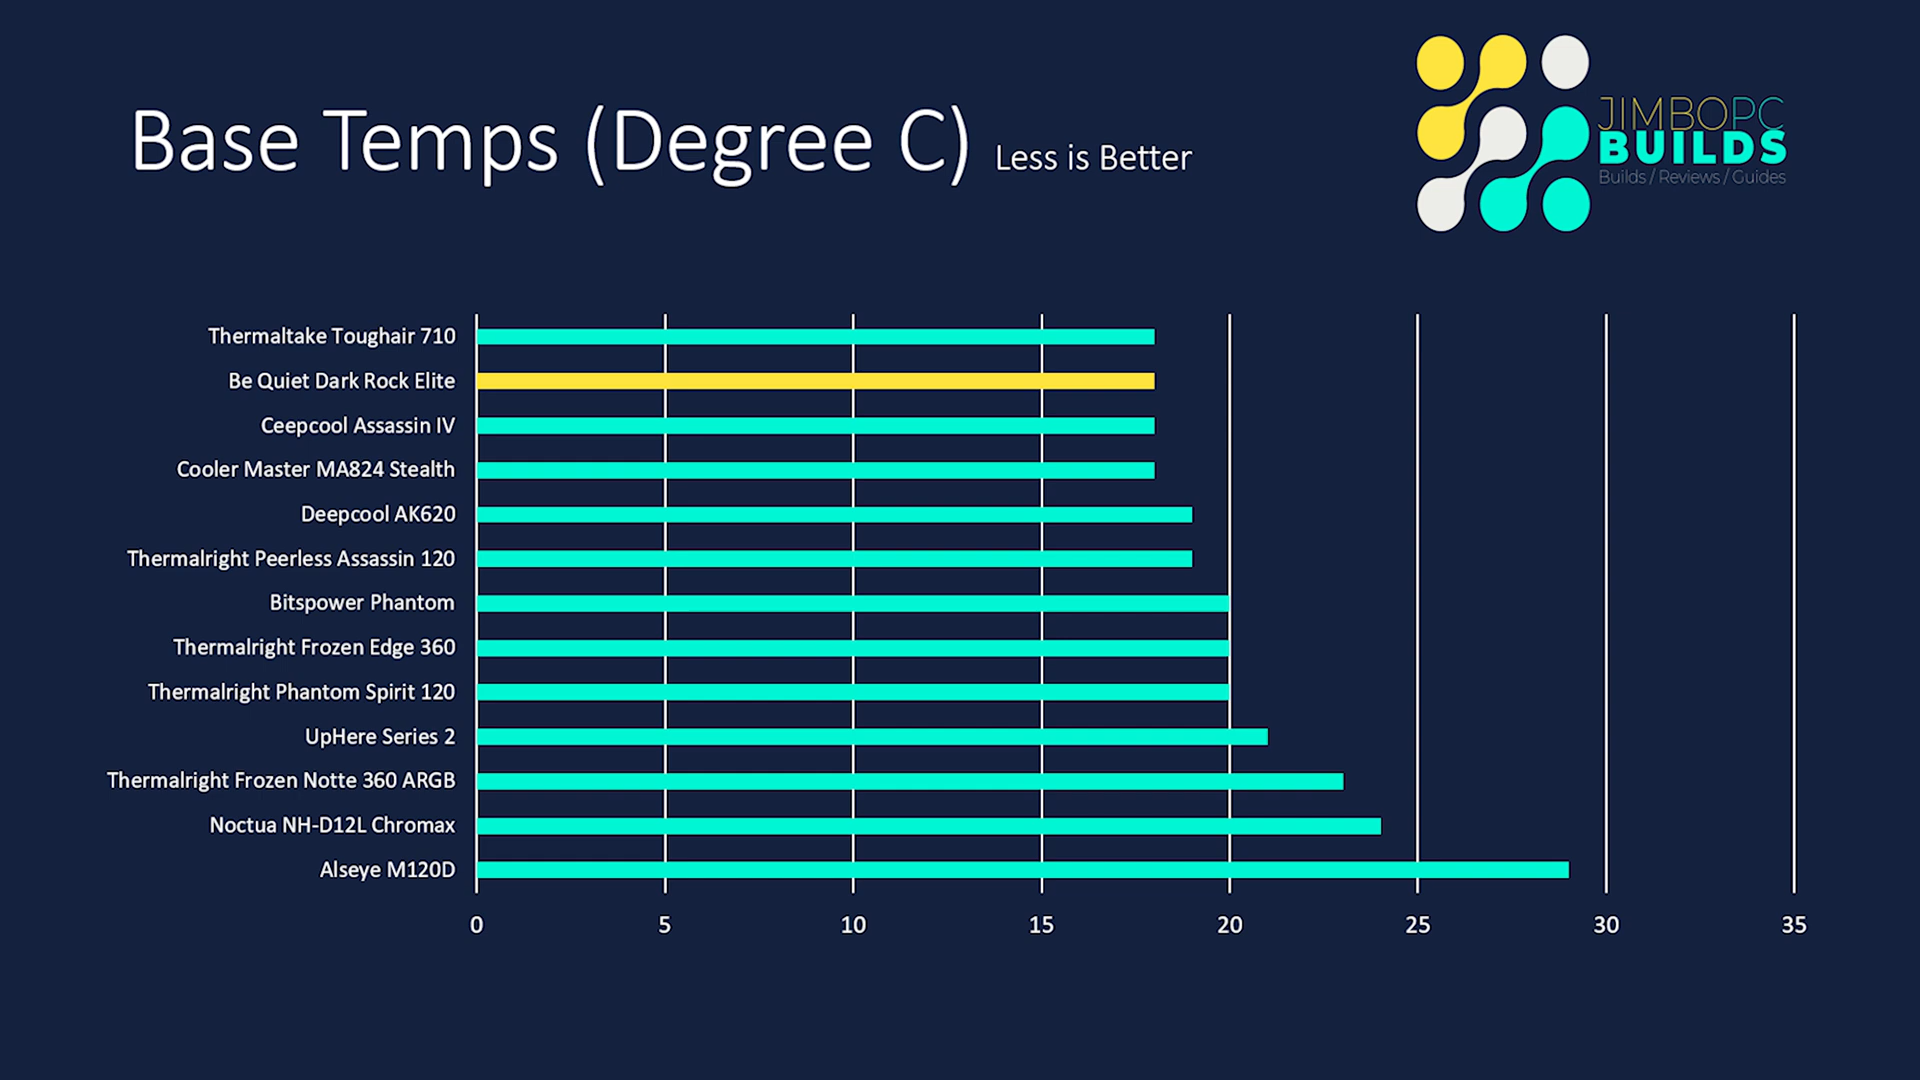 Base Temps (Degree C) Less is Better
JIMBOPC
BUILDS
Builds / Reviews / Guides
Thermaltake Toughair 710
Be Quiet Dark Rock Elite
Ceepcool Assassin IV
Cooler Master MA824 Stealth
Deepcool AK620
Thermalright Peerless Assassin 120
Bitspower Phantom
Thermalright Frozen Edge 360
Thermalright Phantom Spirit 120
UpHere Series 2
Thermalright Frozen Notte 360 ARGB
Noctua NH-D12L Chromax
Alseye M120D
0 5 10 15 20 25 30 35